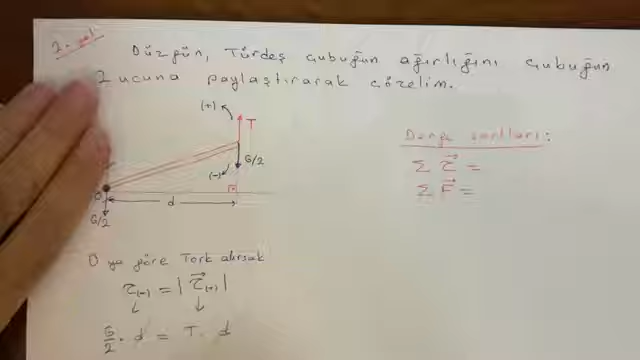 2. yol
Düzgün, Türdeş çubuğun ağırlığını çubuğun
2 ucuna paylaştırarak çözelim.
(+)
T
G/2
(-)
O
d
G/2
Denge şartları:
Σ τ⃗ =
Σ F⃗ =
O ya göre Tork alırsak
τ(-) = |τ⃗(+)|
↓ ↓
G/2 . d = T . d